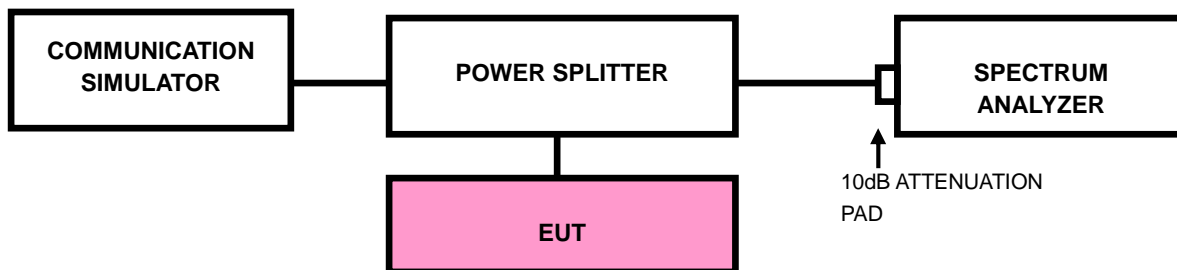 COMMUNICATION
SIMULATOR
POWER SPLITTER
SPECTRUM
ANALYZER
10dB ATTENUATION
PAD
EUT